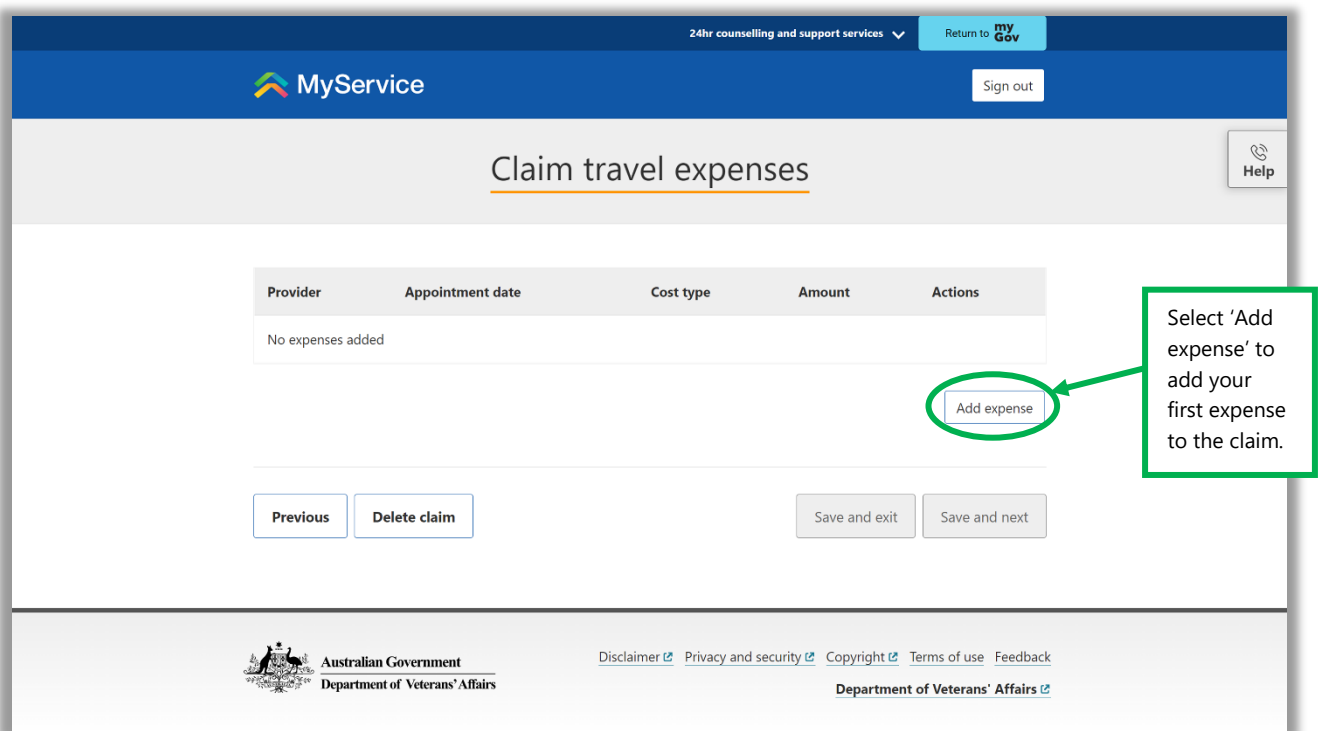 24hr counselling and support services
Return to my Gov
MyService
Sign out
Claim travel expenses
Help
Provider Appointment date Cost type Amount Actions
No expenses added
Add expense
Select ‘Add
expense’ to
add your
first expense
to the claim.
Previous Delete claim Save and exit Save and next
Australian Government
Department of Veterans’ Affairs
Disclaimer Privacy and security Copyright Terms of use Feedback
Department of Veterans' Affairs